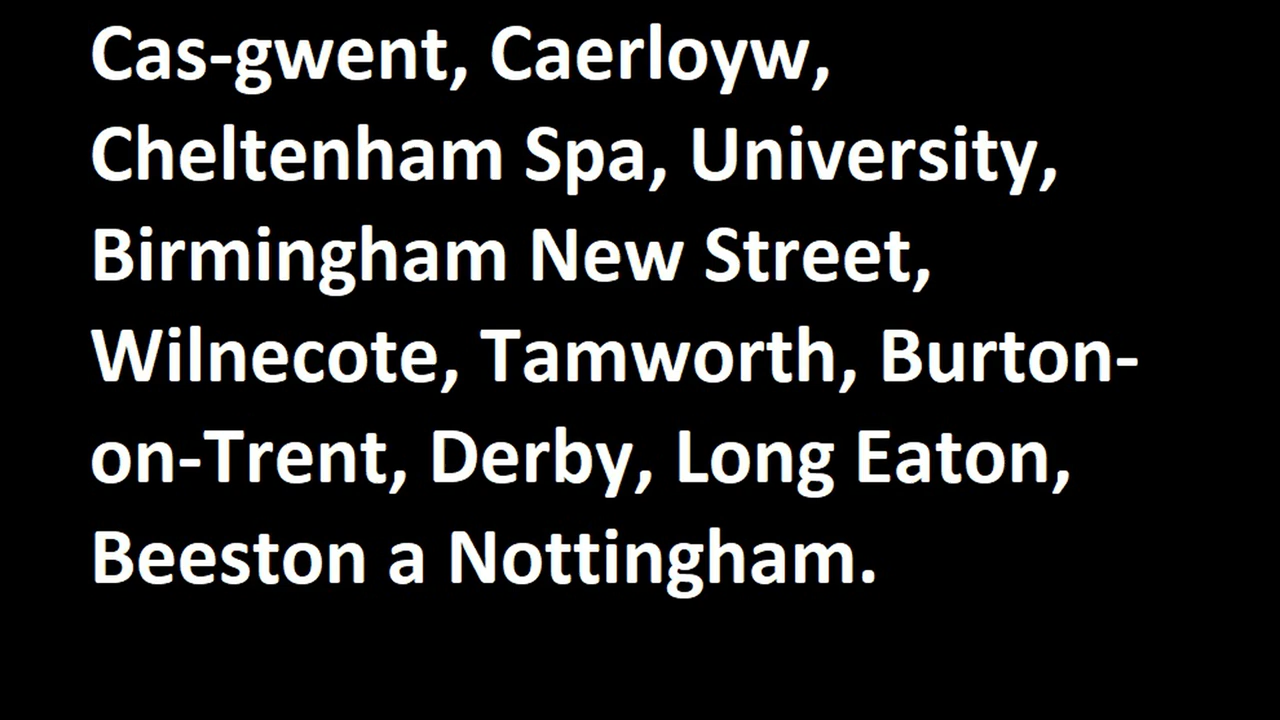 Cas-gwent, Caerloyw,
Cheltenham Spa, University,
Birmingham New Street,
Wilnecote, Tamworth, Burton-
on-Trent, Derby, Long Eaton,
Beeston a Nottingham.